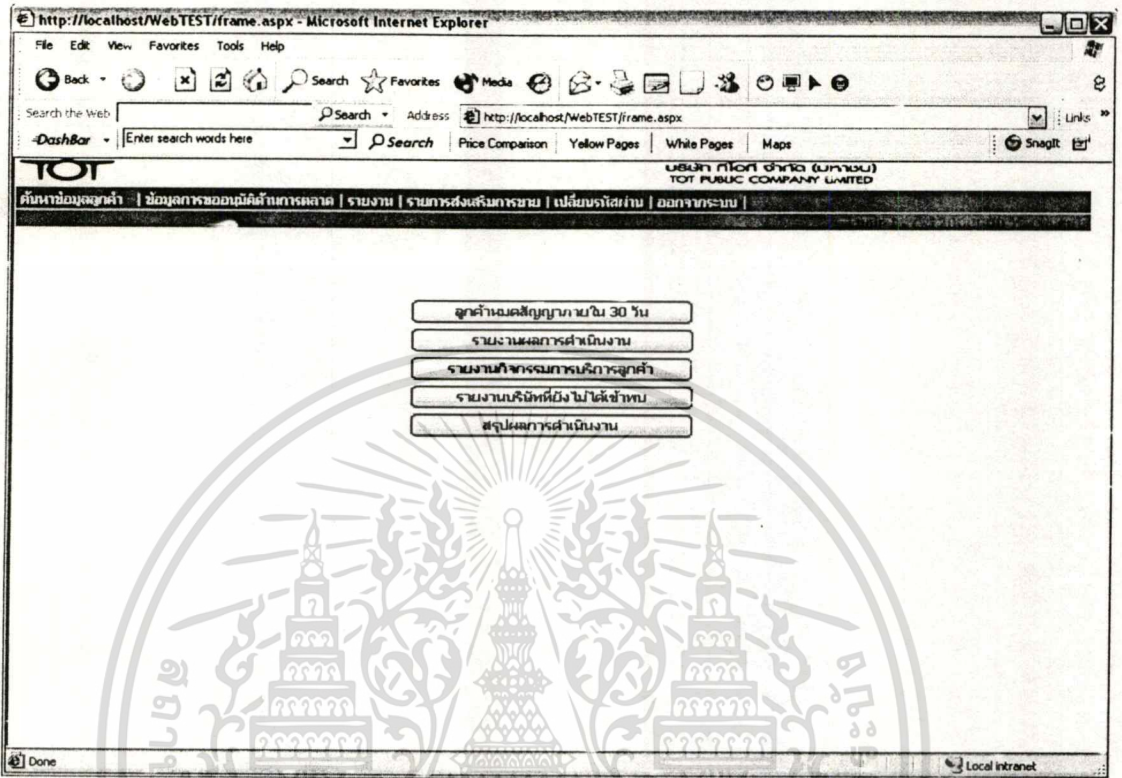 http://localhost/WebTEST/frame.aspx - Microsoft Internet Explorer
File Edit View Favorites Tools Help
Back Search Favorites Media
Search the Web Search Address http://localhost/WebTEST/frame.aspx Links
DashBar Enter search words here Search Price Comparison Yellow Pages White Pages Maps SnagIt
TOT บริษัท ทีโอที จำกัด (มหาชน)
TOT PUBLIC COMPANY LIMITED
ค้นหาข้อมูลลูกค้า | ข้อมูลการขออนุมัติด้านการตลาด | รายงาน | รายการส่งเสริมการขาย | เปลี่ยนรหัสผ่าน | ออกจากระบบ |
ลูกค้าหมดสัญญาภายใน 30 วัน
รายงานผลการดำเนินงาน
รายงานกิจกรรมการบริการลูกค้า
รายงานบริษัทที่ยังไม่ได้เข้าพบ
สรุปผลการดำเนินงาน
Done Local intranet